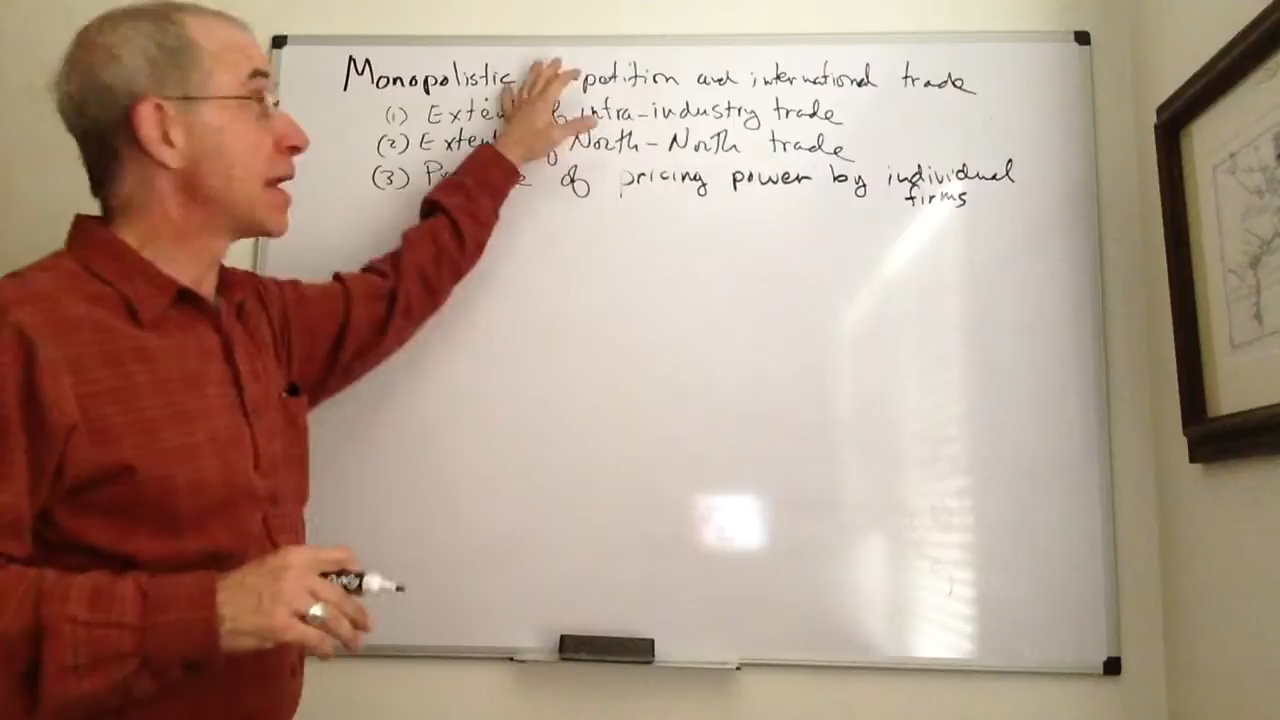 Monopolistic petition and international trade
(1) Exte intra-industry trade
(2) Extent North-North trade
(3) of pricing power by individual
firms